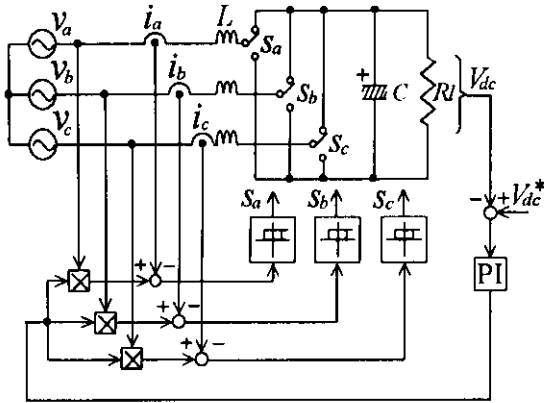 v_a i_a L S_a
v_b i_b S_b + C Rl V_dc
v_c i_c S_c
S_a S_b S_c - + V_dc*
PI
+ -
+ -
+ -